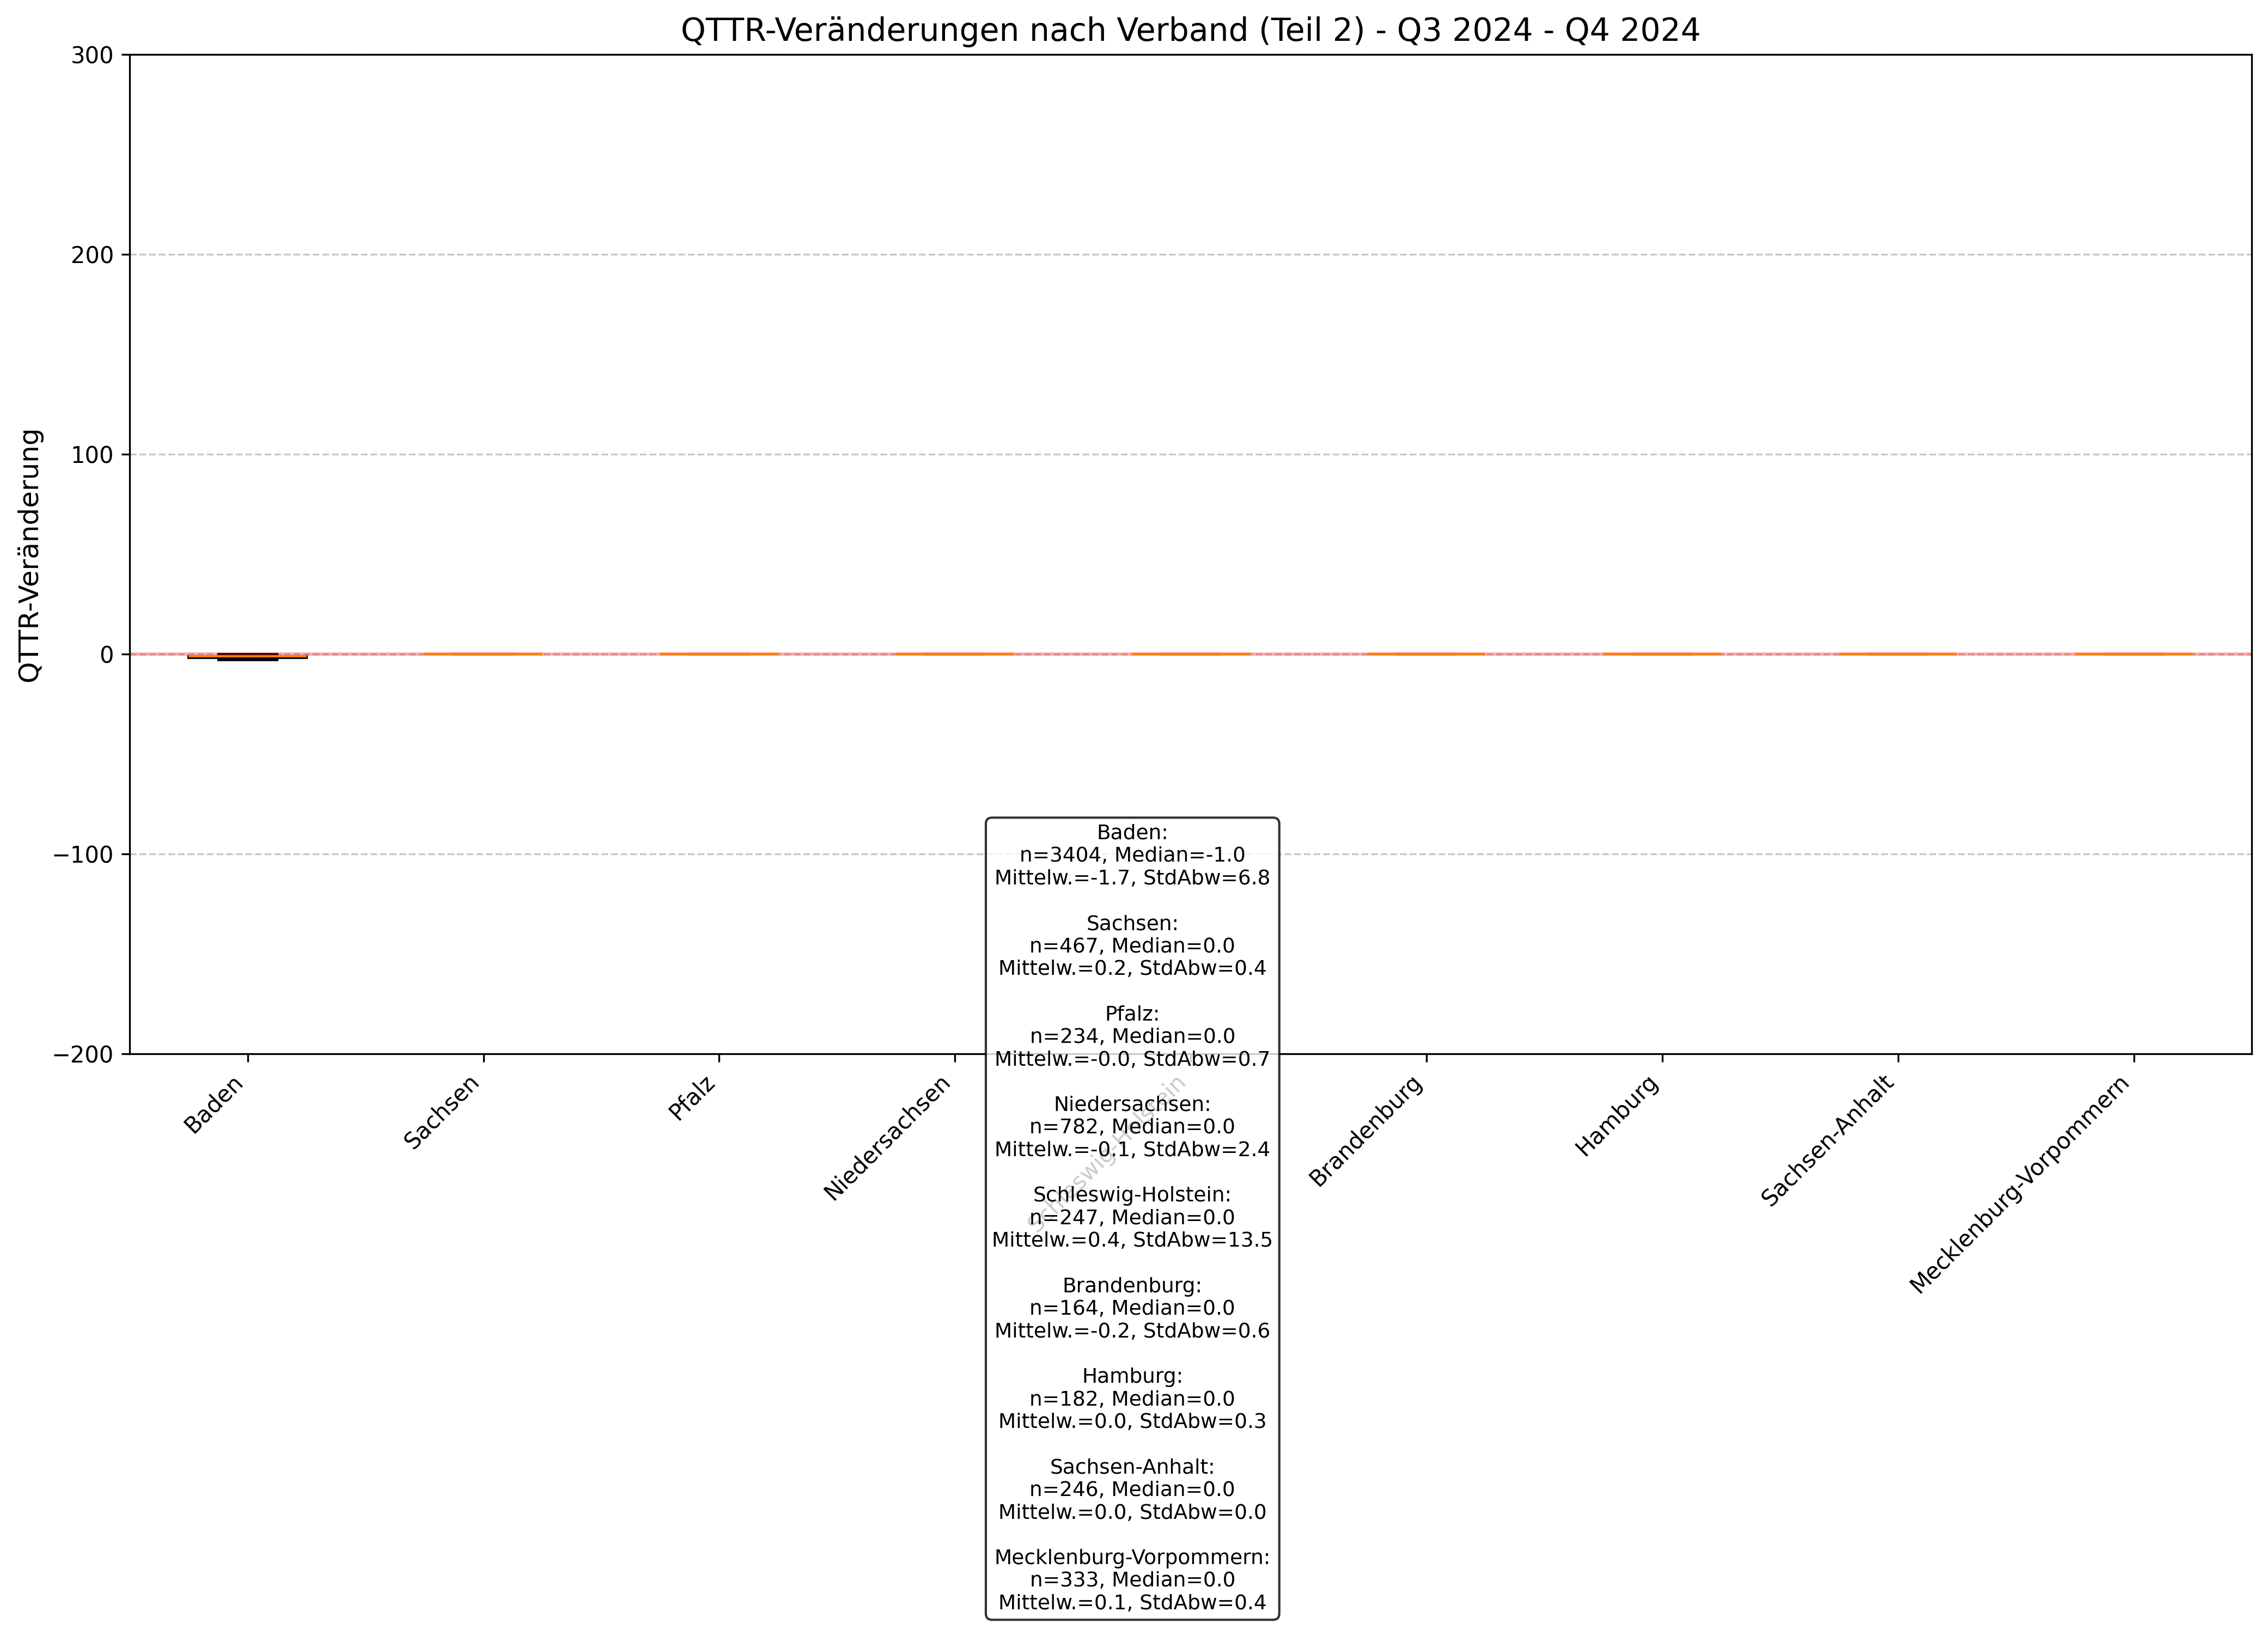 QTTR-Veränderungen nach Verband (Teil 2) - Q3 2024 - Q4 2024
QTTR-Veränderung
300
200
100
0
−100
−200
Baden
Sachsen
Pfalz
Niedersachsen
Schleswig-Holstein
Brandenburg
Hamburg
Sachsen-Anhalt
Mecklenburg-Vorpommern
Baden:
n=3404, Median=-1.0
Mittelw.=-1.7, StdAbw=6.8
Sachsen:
n=467, Median=0.0
Mittelw.=0.2, StdAbw=0.4
Pfalz:
n=234, Median=0.0
Mittelw.=-0.0, StdAbw=0.7
Niedersachsen:
n=782, Median=0.0
Mittelw.=-0.1, StdAbw=2.4
Schleswig-Holstein:
n=247, Median=0.0
Mittelw.=0.4, StdAbw=13.5
Brandenburg:
n=164, Median=0.0
Mittelw.=-0.2, StdAbw=0.6
Hamburg:
n=182, Median=0.0
Mittelw.=0.0, StdAbw=0.3
Sachsen-Anhalt:
n=246, Median=0.0
Mittelw.=0.0, StdAbw=0.0
Mecklenburg-Vorpommern:
n=333, Median=0.0
Mittelw.=0.1, StdAbw=0.4